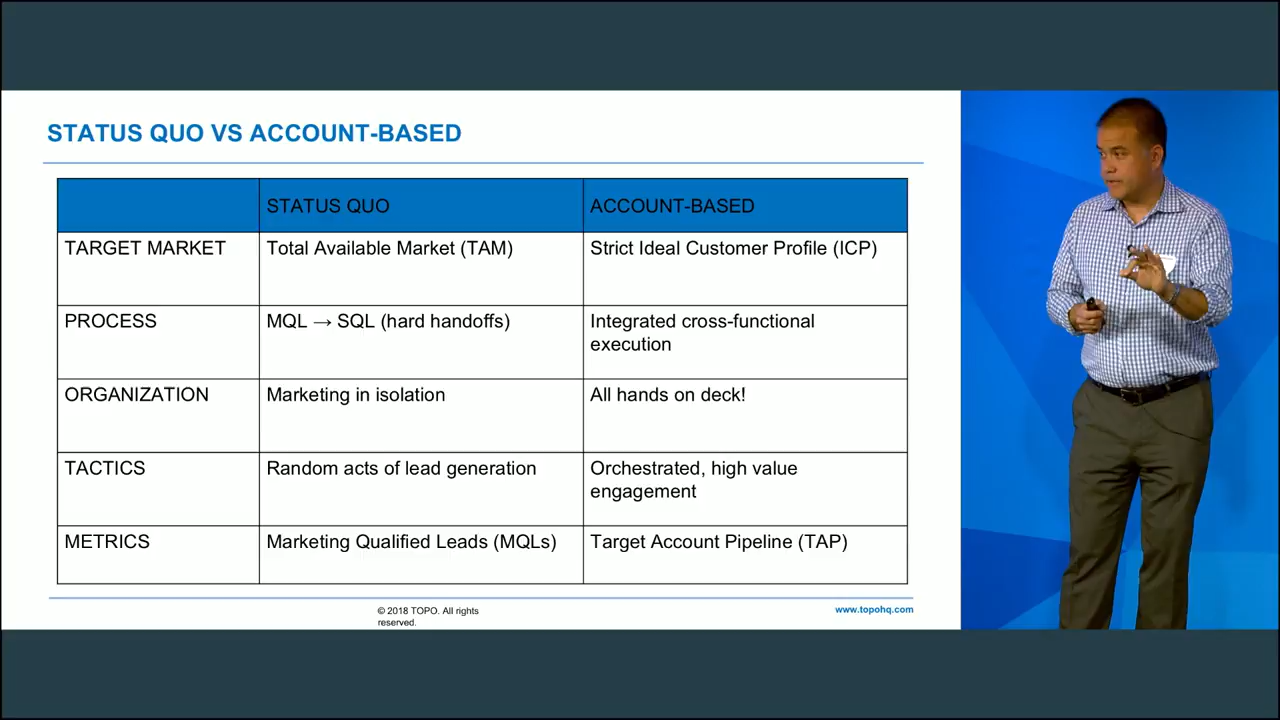 STATUS QUO VS ACCOUNT-BASED
STATUS QUO
ACCOUNT-BASED
TARGET MARKET
Total Available Market (TAM)
Strict Ideal Customer Profile (ICP)
PROCESS
MQL → SQL (hard handoffs)
Integrated cross-functional
execution
ORGANIZATION
Marketing in isolation
All hands on deck!
TACTICS
Random acts of lead generation
Orchestrated, high value
engagement
METRICS
Marketing Qualified Leads (MQLs)
Target Account Pipeline (TAP)
© 2018 TOPO. All rights
reserved.
www.topohq.com